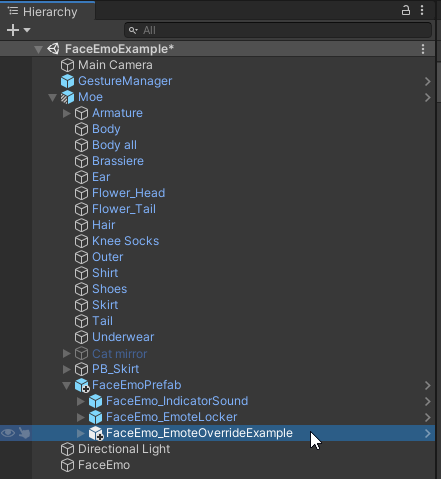 Hierarchy
All
FaceEmoExample*
Main Camera
GestureManager
Moe
Armature
Body
Body all
Brassiere
Ear
Flower_Head
Flower_Tail
Hair
Knee Socks
Outer
Shirt
Shoes
Skirt
Tail
Underwear
Cat mirror
PB_Skirt
FaceEmoPrefab
FaceEmo_IndicatorSound
FaceEmo_EmoteLocker
FaceEmo_EmoteOverrideExample
Directional Light
FaceEmo